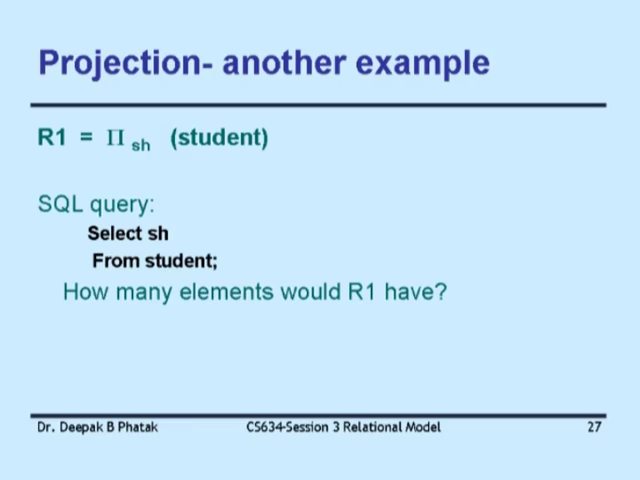 Projection- another example
R1 = Π sh (student)
SQL query:
Select sh
From student;
How many elements would R1 have?
Dr. Deepak B Phatak CS634-Session 3 Relational Model 27